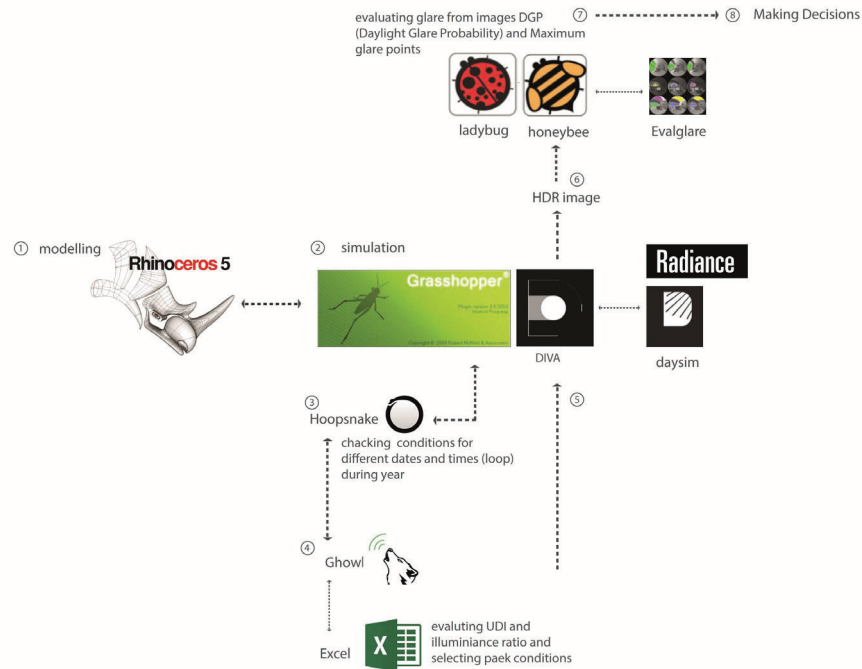 evaluating glare from images DGP
(Daylight Glare Probability) and Maximum
glare points
⑦
⑧ Making Decisions
ladybug
honeybee
Evalglare
⑥
HDR image
① modelling
Rhinoceros 5
② simulation
Grasshopper®
DIVA
Radiance
daysim
③
Hoopsnake
chacking conditions for
different dates and times (loop)
during year
⑤
④
Ghowl
Excel
X
evaluting UDI and
illuminiance ratio and
selecting paek conditions